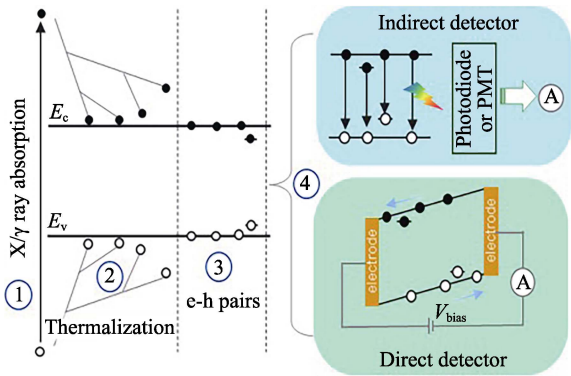 X/γ ray absorption
1
Ec
Ev
2
Thermalization
3
e-h pairs
4
Indirect detector
Photodiode
or PMT
A
electrode
electrode
A
Vbias
Direct detector